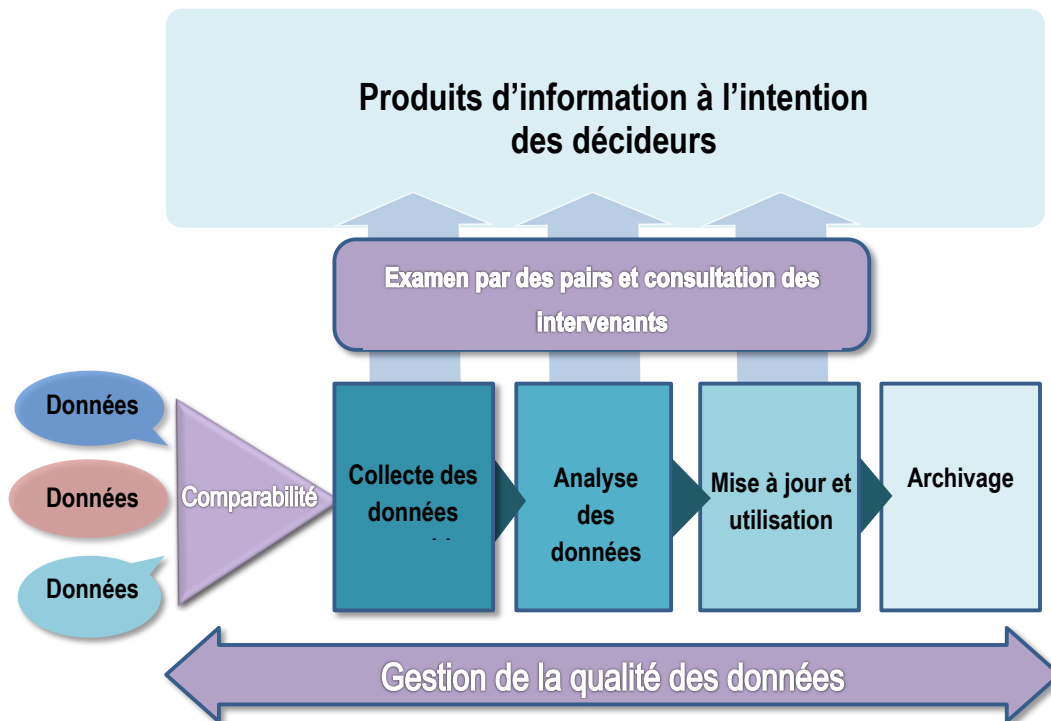 Produits d’information à l’intention
des décideurs
Examen par des pairs et consultation des
intervenants
Données
Données
Données
Comparabilité
Collecte des
données
Analyse
des
données
Mise à jour et
utilisation
Archivage
Gestion de la qualité des données